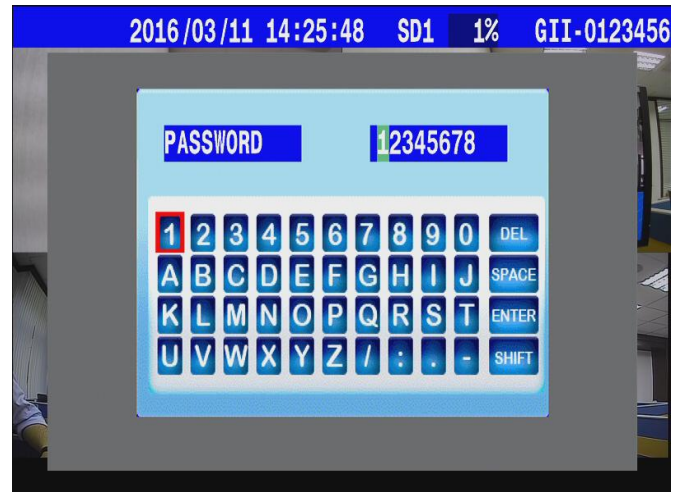 2016/03/11 14:25:48 SD1 1% GII-0123456
PASSWORD 12345678
1 2 3 4 5 6 7 8 9 0 DEL
A B C D E F G H I J SPACE
K L M N O P Q R S T ENTER
U V W X Y Z / : . - SHIFT